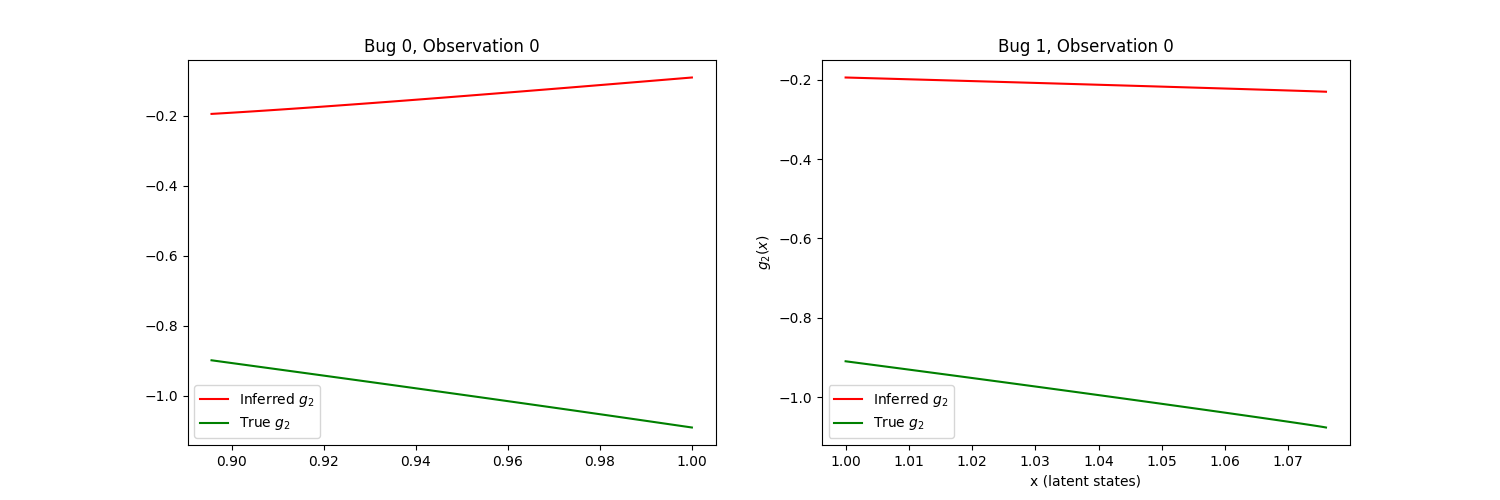 Bug 0, Observation 0
−0.2
−0.4
−0.6
−0.8
−1.0
Inferred g₂
True g₂
0.90 0.92 0.94 0.96 0.98 1.00
Bug 1, Observation 0
g₂(x)
−0.2
−0.4
−0.6
−0.8
−1.0
Inferred g₂
True g₂
1.00 1.01 1.02 1.03 1.04 1.05 1.06 1.07
x (latent states)